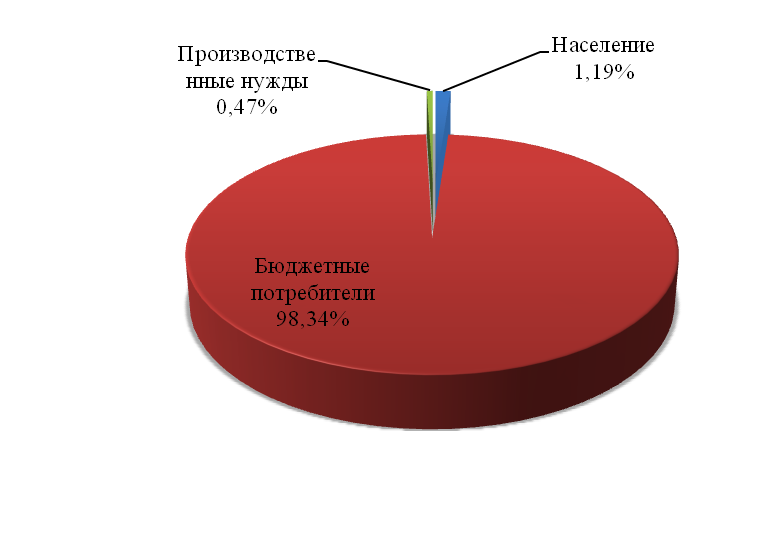 Производстве
нные нужды
0,47%
Население
1,19%
Бюджетные
потребители
98,34%